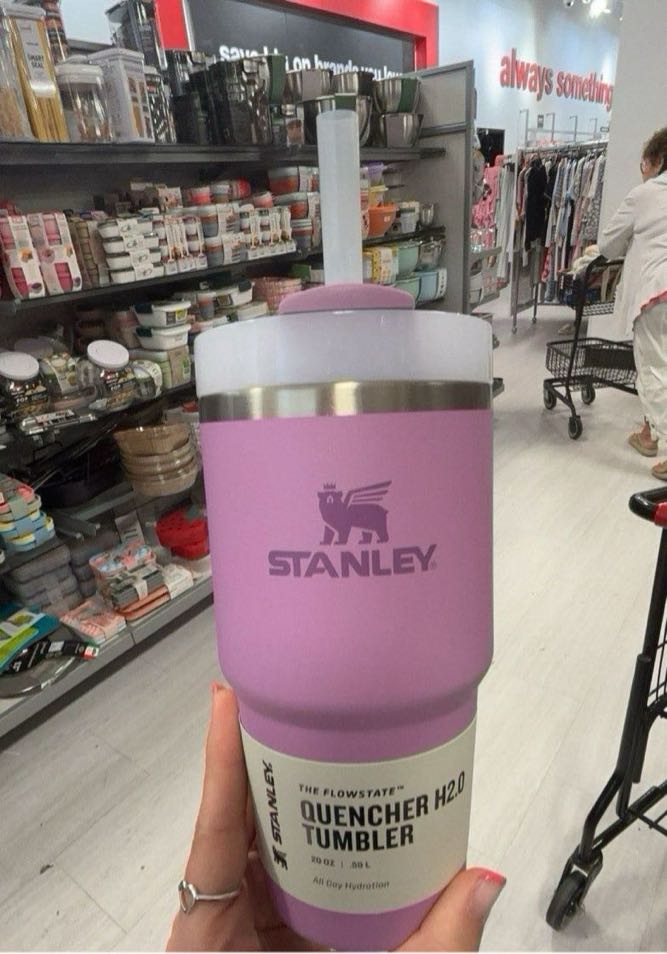 always something
STANLEY
STANLEY.
THE FLOWSTATE™
QUENCHER H2.0
TUMBLER
20 OZ | .59 L
All Day Hydration